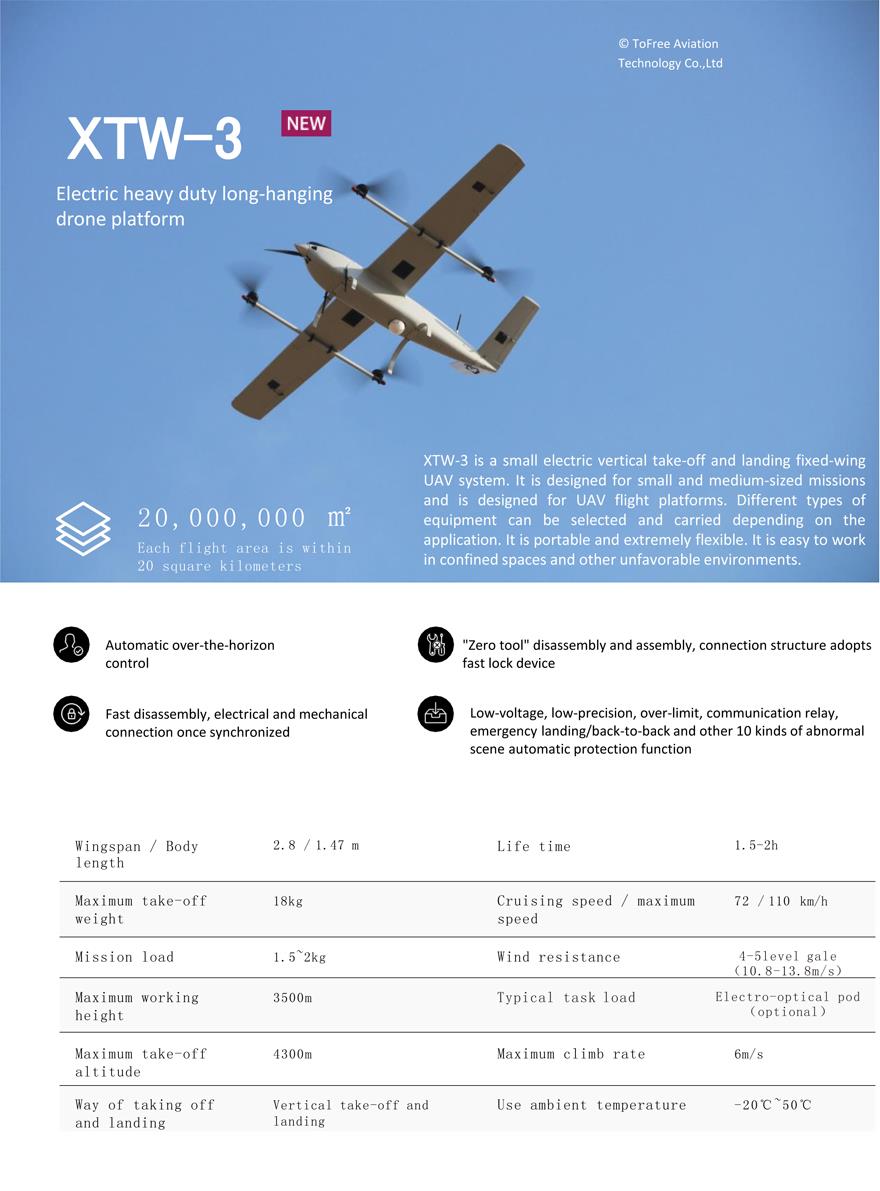 © ToFree Aviation
Technology Co.,Ltd
XTW-3
NEW
Electric heavy duty long-hanging
drone platform
XTW-3 is a small electric vertical take-off and landing fixed-wing
UAV system. It is designed for small and medium-sized missions
and is designed for UAV flight platforms. Different types of
equipment can be selected and carried depending on the
application. It is portable and extremely flexible. It is easy to work
in confined spaces and other unfavorable environments.
20,000,000 ㎡
Each flight area is within
20 square kilometers
Automatic over-the-horizon
control
"Zero tool" disassembly and assembly, connection structure adopts
fast lock device
Fast disassembly, electrical and mechanical
connection once synchronized
Low-voltage, low-precision, over-limit, communication relay,
emergency landing/back-to-back and other 10 kinds of abnormal
scene automatic protection function
Wingspan / Body
length
2.8 / 1.47 m
Life time
1.5-2h
Maximum take-off
weight
18kg
Cruising speed / maximum
speed
72 / 110 km/h
Mission load
1.5~2kg
Wind resistance
4-5level gale
(10.8-13.8m/s)
Maximum working
height
3500m
Typical task load
Electro-optical pod
(optional)
Maximum take-off
altitude
4300m
Maximum climb rate
6m/s
Way of taking off
and landing
Vertical take-off and
landing
Use ambient temperature
-20℃~50℃